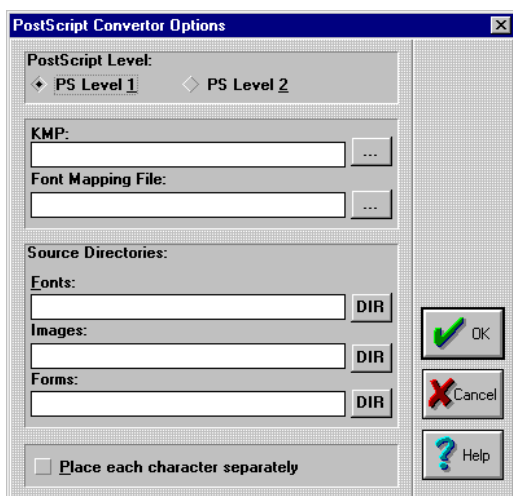 PostScript Convertor Options
PostScript Level:
PS Level 1 PS Level 2
KMP:
...
Font Mapping File:
...
Source Directories:
Fonts:
DIR
Images:
DIR
Forms:
DIR
Place each character separately
OK
Cancel
Help